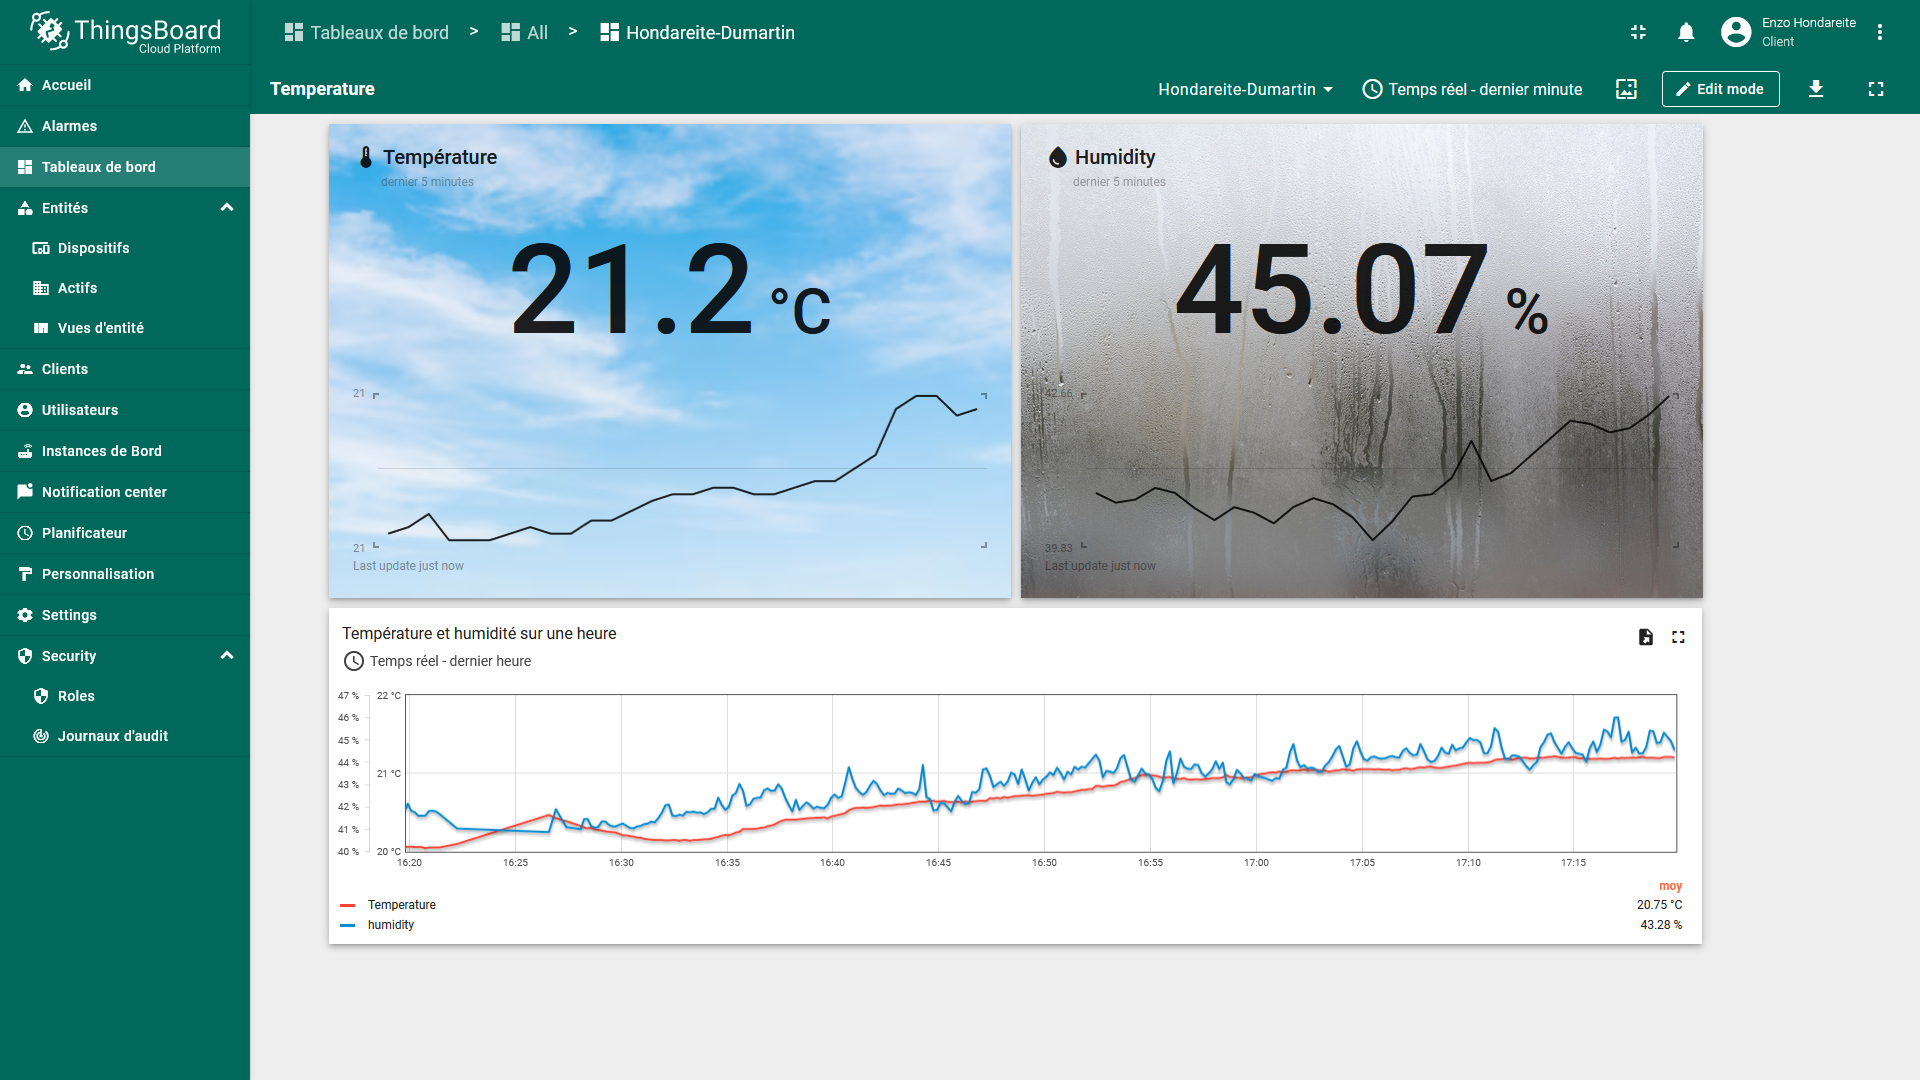 ThingsBoard
Cloud Platform
Tableaux de bord > All > Hondareite-Dumartin
Enzo Hondareite
Client
Temperature
Hondareite-Dumartin
Temps réel - dernier minute
Edit mode
Accueil
Alarmes
Tableaux de bord
Entités
Dispositifs
Actifs
Vues d'entité
Clients
Utilisateurs
Instances de Bord
Notification center
Planificateur
Personnalisation
Settings
Security
Roles
Journaux d'audit
Température
dernier 5 minutes
21.2 °C
21
21
Last update just now
Humidity
dernier 5 minutes
45.07 %
42.66
39.83
Last update just now
Température et humidité sur une heure
Temps réel - dernier heure
47 %
46 %
45 %
44 %
43 %
42 %
41 %
40 %
22 °C
21 °C
20 °C
16:20 16:25 16:30 16:35 16:40 16:45 16:50 16:55 17:00 17:05 17:10 17:15
moy
Temperature 20.75 °C
humidity 43.28 %